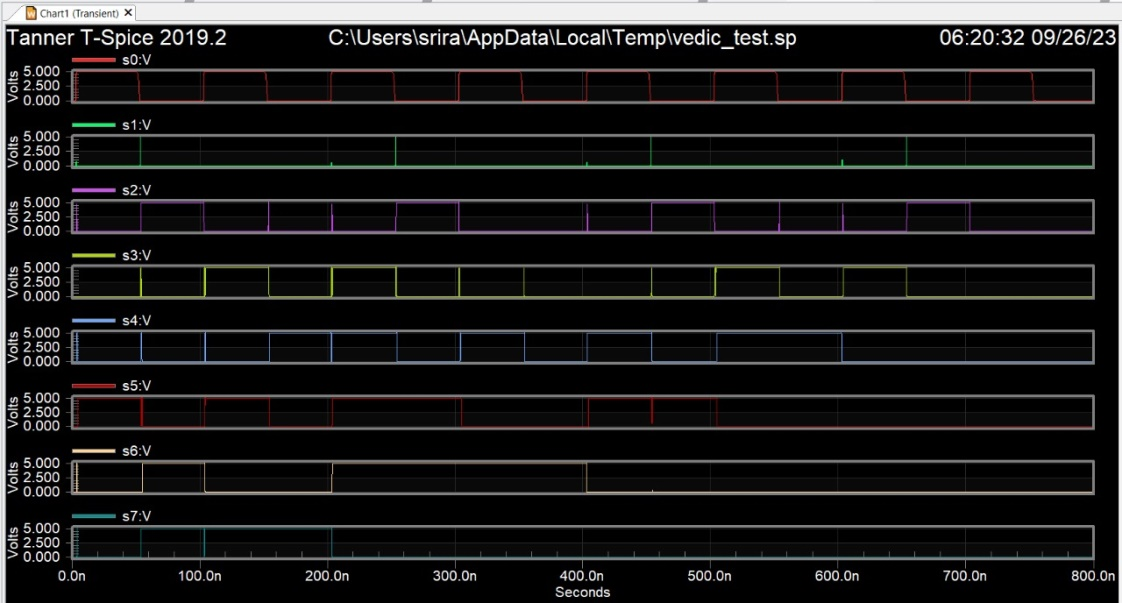 Chart1 (Transient)
Tanner T-Spice 2019.2 C:\Users\srira\AppData\Local\Temp\vedic_test.sp 06:20:32 09/26/23
s0:V
Volts 5.000 2.500 0.000
s1:V
Volts 5.000 2.500 0.000
s2:V
Volts 5.000 2.500 0.000
s3:V
Volts 5.000 2.500 0.000
s4:V
Volts 5.000 2.500 0.000
s5:V
Volts 5.000 2.500 0.000
s6:V
Volts 5.000 2.500 0.000
s7:V
Volts 5.000 2.500 0.000
0.0n 100.0n 200.0n 300.0n 400.0n 500.0n 600.0n 700.0n 800.0n
Seconds